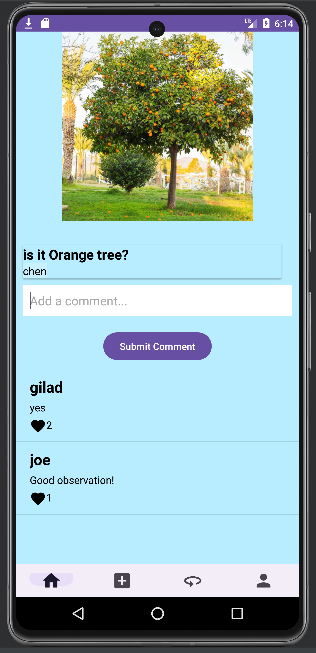 6:14
is it Orange tree?
chen
Add a comment...
Submit Comment
gilad
yes
2
joe
Good observation!
1